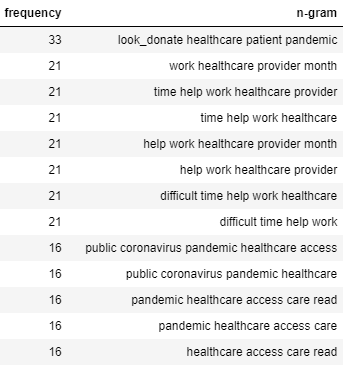 frequency n-gram
33 look_donate healthcare patient pandemic
21 work healthcare provider month
21 time help work healthcare provider
21 time help work healthcare
21 help work healthcare provider month
21 help work healthcare provider
21 difficult time help work healthcare
21 difficult time help work
16 public coronavirus pandemic healthcare access
16 public coronavirus pandemic healthcare
16 pandemic healthcare access care read
16 pandemic healthcare access care
16 healthcare access care read